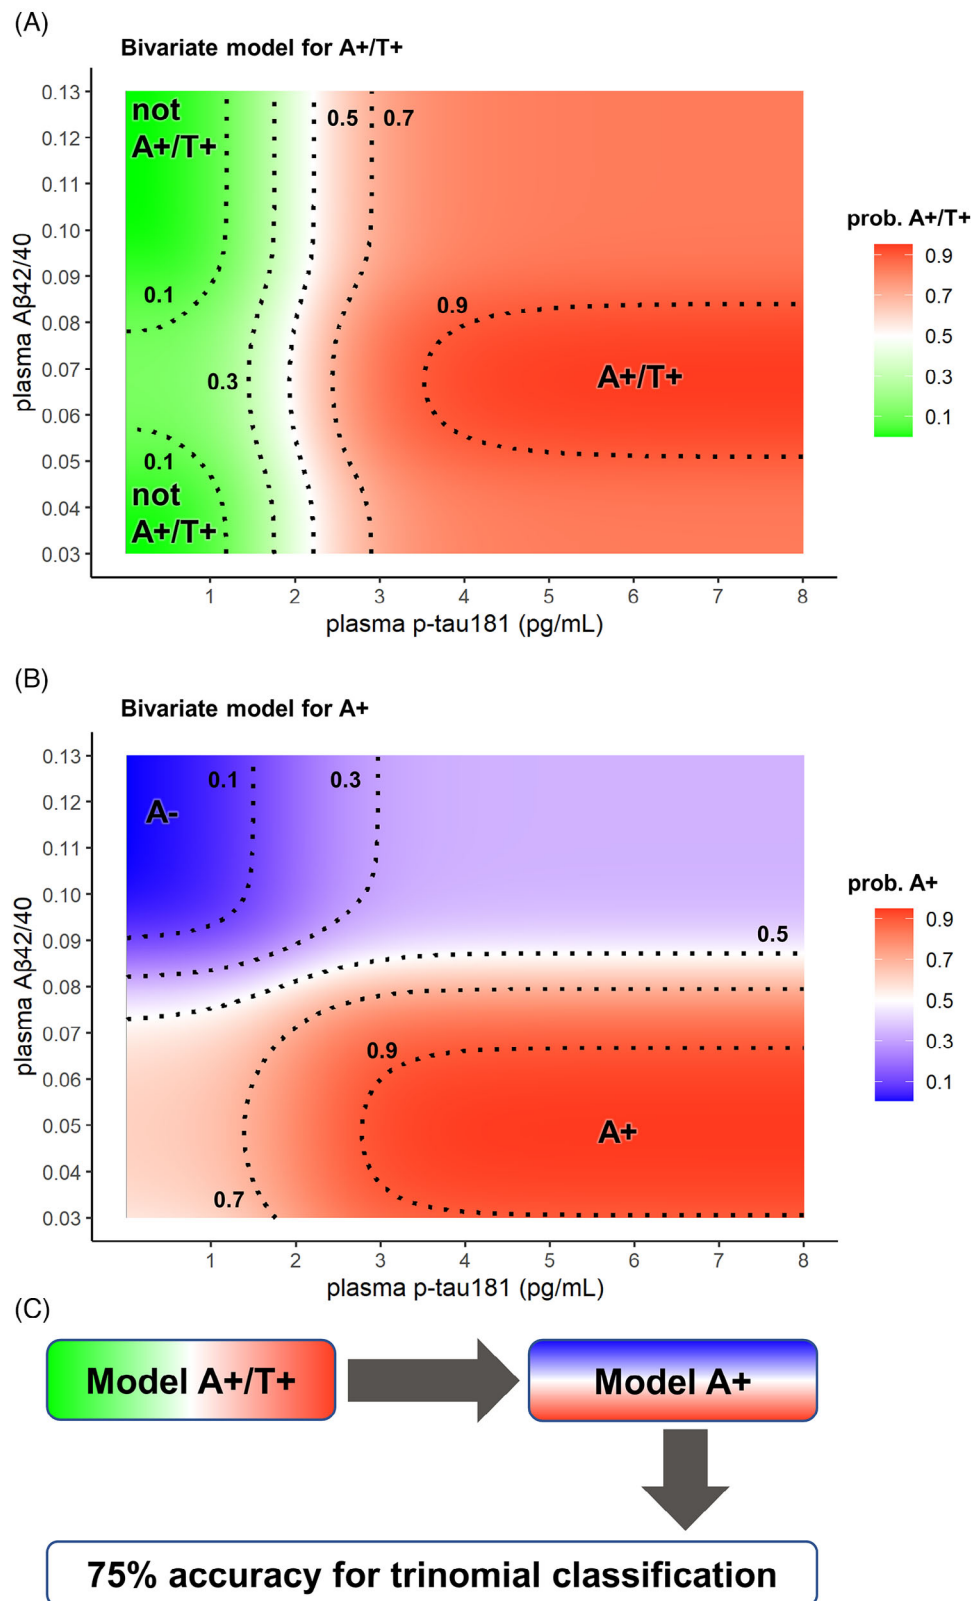 (A)
Bivariate model for A+/T+
0.13
0.12
0.11
0.10
0.09
0.08
0.07
0.06
0.05
0.04
0.03
plasma Aβ42/40
not
A+/T+
0.5
0.7
0.1
0.3
0.9
A+/T+
0.1
not
A+/T+
1
2
3
4
5
6
7
8
plasma p-tau181 (pg/mL)
prob. A+/T+
0.9
0.7
0.5
0.3
0.1
(B)
Bivariate model for A+
0.13
0.12
0.11
0.10
0.09
0.08
0.07
0.06
0.05
0.04
0.03
plasma Aβ42/40
0.1
0.3
A-
0.5
0.9
A+
0.7
1
2
3
4
5
6
7
8
plasma p-tau181 (pg/mL)
prob. A+
0.9
0.7
0.5
0.3
0.1
(C)
Model A+/T+
Model A+
75% accuracy for trinomial classification